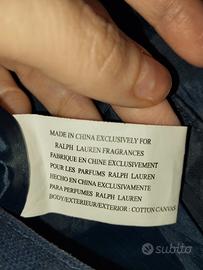 MADE IN CHINA EXCLUSIVELY FOR
RALPH LAUREN FRAGRANCES
FABRIQUE EN CHINE EXCLUSIVEMENT
POUR LES PARFUMS RALPH LAUREN
HECHO EN CHINA EXCLUSIVAMENTE
PARA PERFUMES RALPH LAUREN
BODY/EXTERIEUR/EXTERIOR : COTTON CANVAS
subito